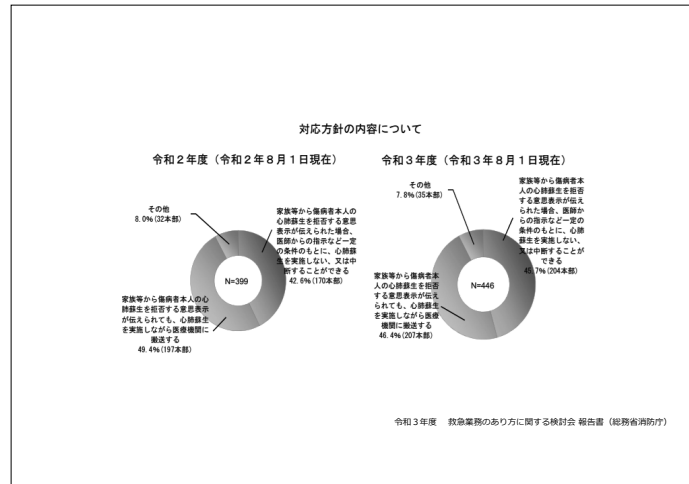 対応方針の内容について
令和２年度（令和２年８月１日現在）
その他
8.0%(32本部)
家族等から傷病者本人の
心肺蘇生を拒否する意思
表示が伝えられた場合、
医師からの指示など一定
の条件のもとに、心肺蘇
生を実施しない、又は中
断することができる
42.6%(170本部)
N=399
家族等から傷病者本人の心
肺蘇生を拒否する意思表示
が伝えられても、心肺蘇生
を実施しながら医療機関に
搬送する
49.4%(197本部)
令和３年度（令和３年８月１日現在）
その他
7.8%(35本部)
家族等から傷病者本
人の心肺蘇生を拒否
する意思表示が伝え
られた場合、医師か
らの指示など一定の
条件のもとに、心肺
蘇生を実施しない、
又は中断することが
できる
45.7%(204本部)
N=446
家族等から傷病者本
人の心肺蘇生を拒否
する意思表示が伝え
られても、心肺蘇生
を実施しながら医療
機関に搬送する
46.4%(207本部)
令和３年度　救急業務のあり方に関する検討会 報告書（総務省消防庁）